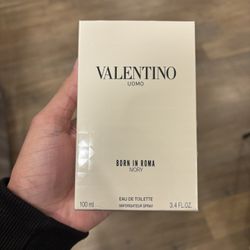 VALENTINO
UOMO
BORN IN ROMA
IVORY
EAU DE TOILETTE
100 ml
VAPORISATEUR SPRAY
3.4 FL.OZ.